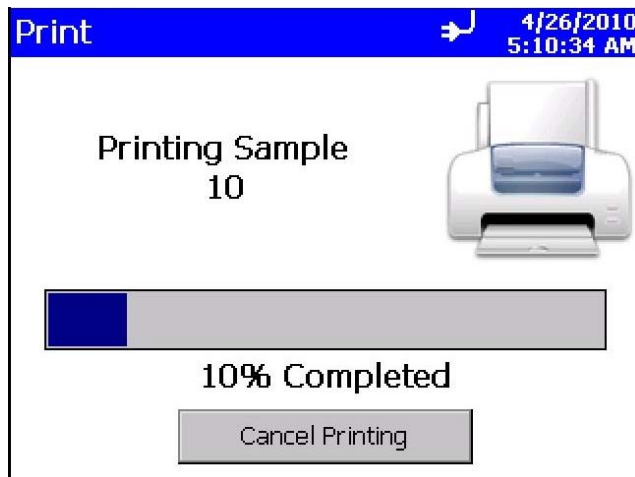 Print
4/26/2010
5:10:34 AM
Printing Sample
10
10% Completed
Cancel Printing